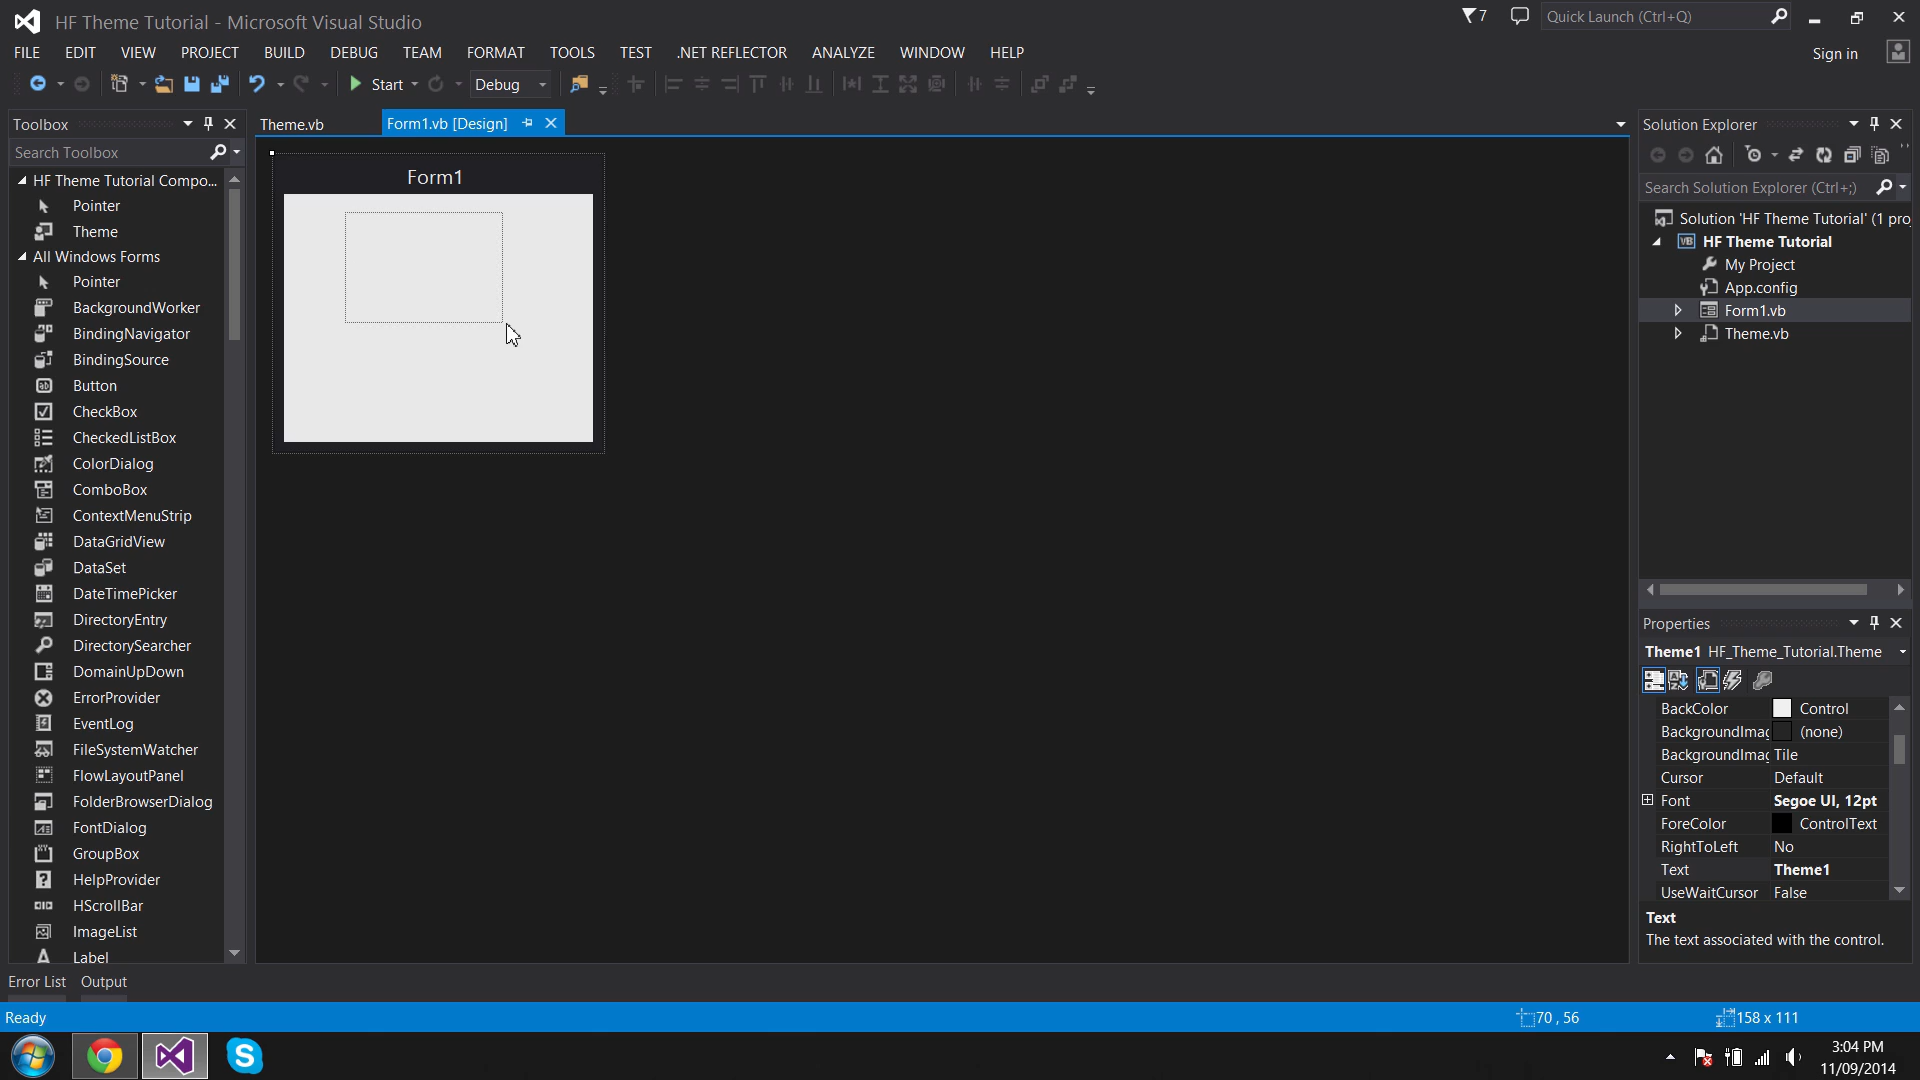 HF Theme Tutorial - Microsoft Visual Studio
7
Quick Launch (Ctrl+Q)
FILE EDIT VIEW PROJECT BUILD DEBUG TEAM FORMAT TOOLS TEST .NET REFLECTOR ANALYZE WINDOW HELP
Sign in
Start
Debug
Toolbox
Search Toolbox
HF Theme Tutorial Compo...
Pointer
Theme
All Windows Forms
Pointer
BackgroundWorker
BindingNavigator
BindingSource
Button
CheckBox
CheckedListBox
ColorDialog
ComboBox
ContextMenuStrip
DataGridView
DataSet
DateTimePicker
DirectoryEntry
DirectorySearcher
DomainUpDown
ErrorProvider
EventLog
FileSystemWatcher
FlowLayoutPanel
FolderBrowserDialog
FontDialog
GroupBox
HelpProvider
HScrollBar
ImageList
Label
Theme.vb
Form1.vb [Design]
Form1
Solution Explorer
Search Solution Explorer (Ctrl+;)
Solution 'HF Theme Tutorial' (1 pro
HF Theme Tutorial
My Project
App.config
Form1.vb
Theme.vb
Properties
Theme1 HF_Theme_Tutorial.Theme
BackColor Control
BackgroundImag (none)
BackgroundImag Tile
Cursor Default
Font Segoe UI, 12pt
ForeColor ControlText
RightToLeft No
Text Theme1
UseWaitCursor False
Text
The text associated with the control.
Error List Output
Ready
70 , 56
158 x 111
3:04 PM
11/09/2014